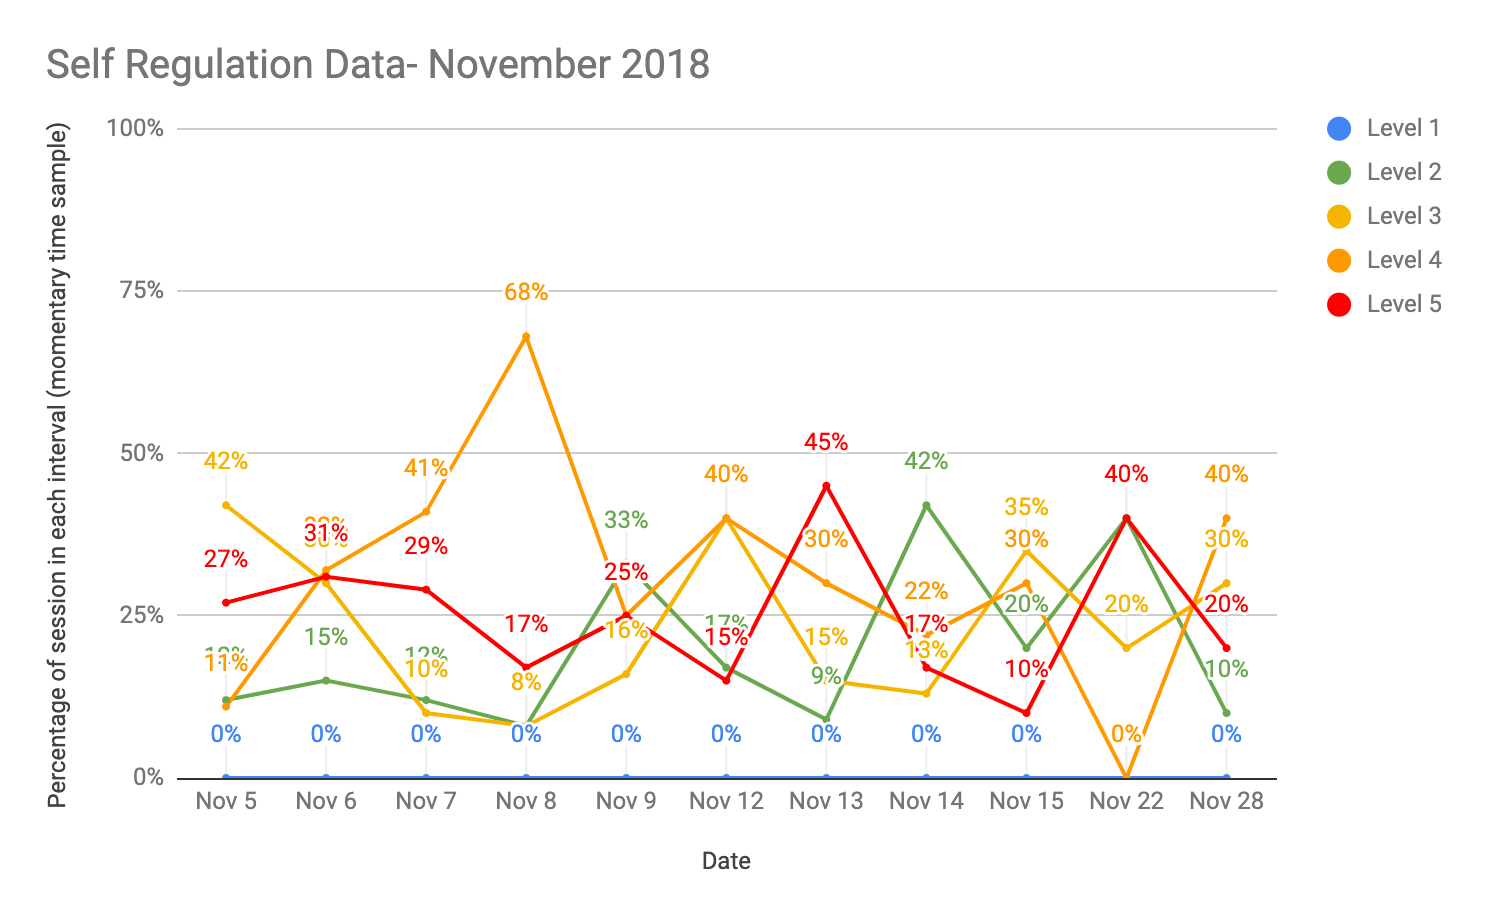 Self Regulation Data- November 2018
Percentage of session in each interval (momentary time sample)
100%
75%
50%
25%
0%
Level 1
Level 2
Level 3
Level 4
Level 5
68%
42%
41%
33%
40%
45%
42%
35%
40%
40%
27%
31%
29%
25%
30%
30%
30%
15%
17%
16%
15%
15%
22%
17%
13%
20%
20%
20%
11%
10%
8%
9%
10%
10%
0%
0%
0%
0%
0%
0%
0%
0%
0%
0%
0%
Nov 5
Nov 6
Nov 7
Nov 8
Nov 9
Nov 12
Nov 13
Nov 14
Nov 15
Nov 22
Nov 28
Date